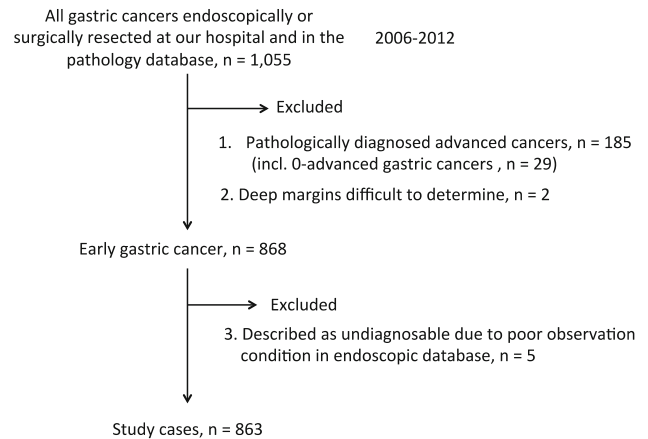 All gastric cancers endoscopically or
surgically resected at our hospital and in the
pathology database, n = 1,055
2006-2012
Excluded
1. Pathologically diagnosed advanced cancers, n = 185
(incl. 0-advanced gastric cancers , n = 29)
2. Deep margins difficult to determine, n = 2
Early gastric cancer, n = 868
Excluded
3. Described as undiagnosable due to poor observation
condition in endoscopic database, n = 5
Study cases, n = 863